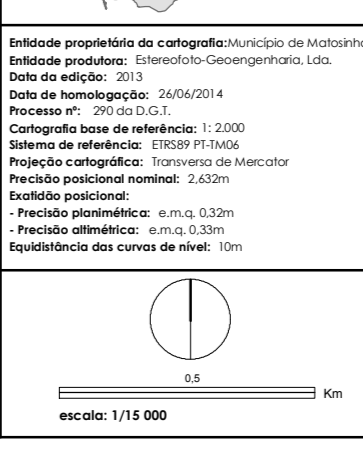 Entidade proprietária da cartografia:Município de Matosinho
Entidade produtora: Estereofoto-Geoengenharia, Lda.
Data da edição: 2013
Data de homologação: 26/06/2014
Processo nº: 290 da D.G.T.
Cartografia base de referência: 1: 2.000
Sistema de referência: ETRS89 PT-TM06
Projeção cartográfica: Transversa de Mercator
Precisão posicional nominal: 2,632m
Exatidão posicional:
- Precisão planimétrica: e.m.q. 0,32m
- Precisão altimétrica: e.m.q. 0,33m
Equidistância das curvas de nível: 10m
0,5
Km
escala: 1/15 000